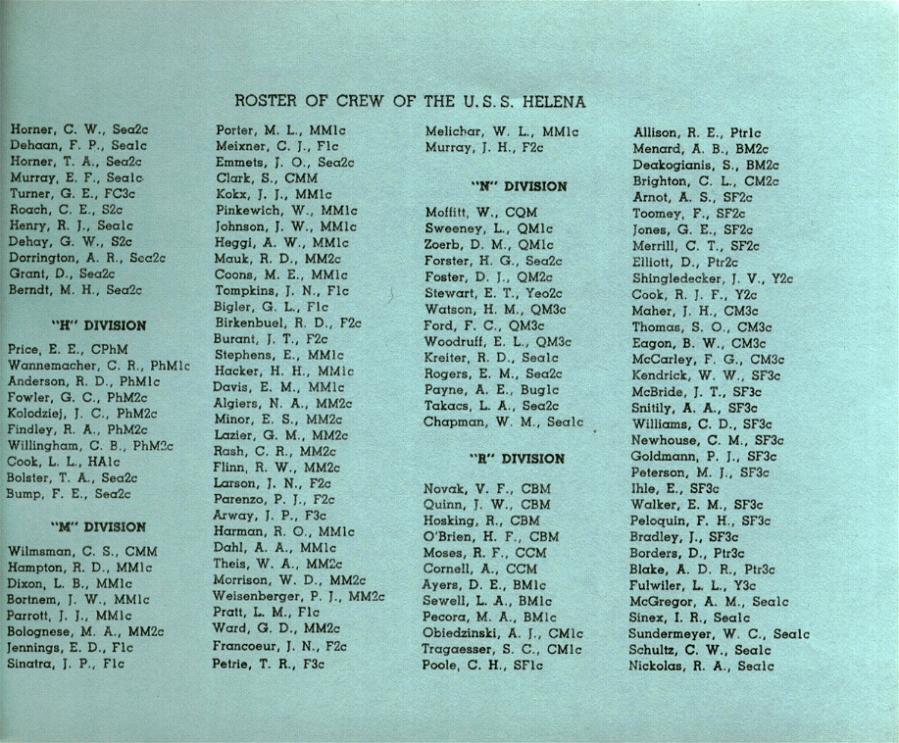 ROSTER OF CREW OF THE U.S.S. HELENA
Horner, C. W., Sea2c
Dehaan, F. P., Sea1c
Horner, T. A., Sea2c
Murray, E. F., Sea1c
Turner, G. E., FC3c
Roach, C. E., S2c
Henry, R. J., Sea1c
Dehay, G. W., S2c
Dorrington, A. R., Sea2c
Grant, D., Sea2c
Berndt, M. H., Sea2c
"H" DIVISION
Price, E. E., CPhM
Wannemacher, C. R., PhM1c
Anderson, R. D., PhM1c
Fowler, G. C., PhM2c
Kolodziej, J. C., PhM2c
Findley, R. A., PhM2c
Willingham, C. B., PhM2c
Cook, L. L., HA1c
Bolster, T. A., Sea2c
Bump, F. E., Sea2c
"M" DIVISION
Wilmsman, C. S., CMM
Hampton, R. D., MM1c
Dixon, L. B., MM1c
Bortnem, J. W., MM1c
Parrott, J. J., MM1c
Bolognese, M. A., MM2c
Jennings, E. D., F1c
Sinatra, J. P., F1c
Porter, M. L., MM1c
Meixner, C. J., F1c
Emmets, J. O., Sea2c
Clark, S., CMM
Kokx, J. J., MM1c
Pinkewich, W., MM1c
Johnson, J. W., MM1c
Heggi, A. W., MM1c
Mauk, R. D., MM2c
Coons, M. E., MM1c
Tompkins, J. N., F1c
Bigler, G. L., F1c
Birkenbuel, R. D., F2c
Burant, J. T., F2c
Stephens, E., MM1c
Hacker, H. H., MM1c
Davis, E. M., MM1c
Algiers, N. A., MM2c
Minor, E. S., MM2c
Lazier, G. M., MM2c
Rash, C. R., MM2c
Flinn, R. W., MM2c
Larson, J. N., F2c
Parenzo, P. J., F2c
Arway, J. P., F3c
Harman, R. O., MM1c
Dahl, A. A., MM1c
Theis, W. A., MM2c
Morrison, W. D., MM2c
Weisenberger, P. J., MM2c
Pratt, L. M., F1c
Ward, G. D., MM2c
Francoeur, J. N., F2c
Petrie, T. R., F3c
Melichar, W. L., MM1c
Murray, J. H., F2c
"N" DIVISION
Moffitt, W., CQM
Sweeney, L., QM1c
Zoerb, D. M., QM1c
Forster, H. G., Sea2c
Foster, D. J., QM2c
Stewart, E. T., Yeo2c
Watson, H. M., QM3c
Ford, F. C., QM3c
Woodruff, E. L., QM3c
Kreiter, R. D., Sea1c
Rogers, E. M., Sea2c
Payne, A. E., Bug1c
Takacs, L. A., Sea2c
Chapman, W. M., Sea1c
"R" DIVISION
Novak, V. F., CBM
Quinn, J. W., CBM
Hosking, R., CBM
O'Brien, H. F., CBM
Moses, R. F., CCM
Cornell, A., CCM
Ayers, D. E., BM1c
Sewell, L. A., BM1c
Pecora, M. A., BM1c
Obiedzinski, A. J., CM1c
Tragaesser, S. C., CM1c
Poole, C. H., SF1c
Allison, R. E., Ptr1c
Menard, A. B., BM2c
Deakogianis, S., BM2c
Brighton, C. L., CM2c
Arnot, A. S., SF2c
Toomey, F., SF2c
Jones, G. E., SF2c
Merrill, C. T., SF2c
Elliott, D., Ptr2c
Shingledecker, J. V., Y2c
Cook, R. J. F., Y2c
Maher, J. H., CM3c
Thomas, S. O., CM3c
Eagon, B. W., CM3c
McCarley, F. G., CM3c
Kendrick, W. W., SF3c
McBride, J. T., SF3c
Snitily, A. A., SF3c
Williams, C. D., SF3c
Newhouse, C. M., SF3c
Goldmann, P. J., SF3c
Peterson, M. J., SF3c
Ihle, E., SF3c
Walker, E. M., SF3c
Peloquin, F. H., SF3c
Bradley, J., SF3c
Borders, D., Ptr3c
Blake, A. D. R., Ptr3c
Fulwiler, L. L., Y3c
McGregor, A. M., Sea1c
Sinex, I. R., Sea1c
Sundermeyer, W. C., Sea1c
Schultz, C. W., Sea1c
Nickolas, R. A., Sea1c